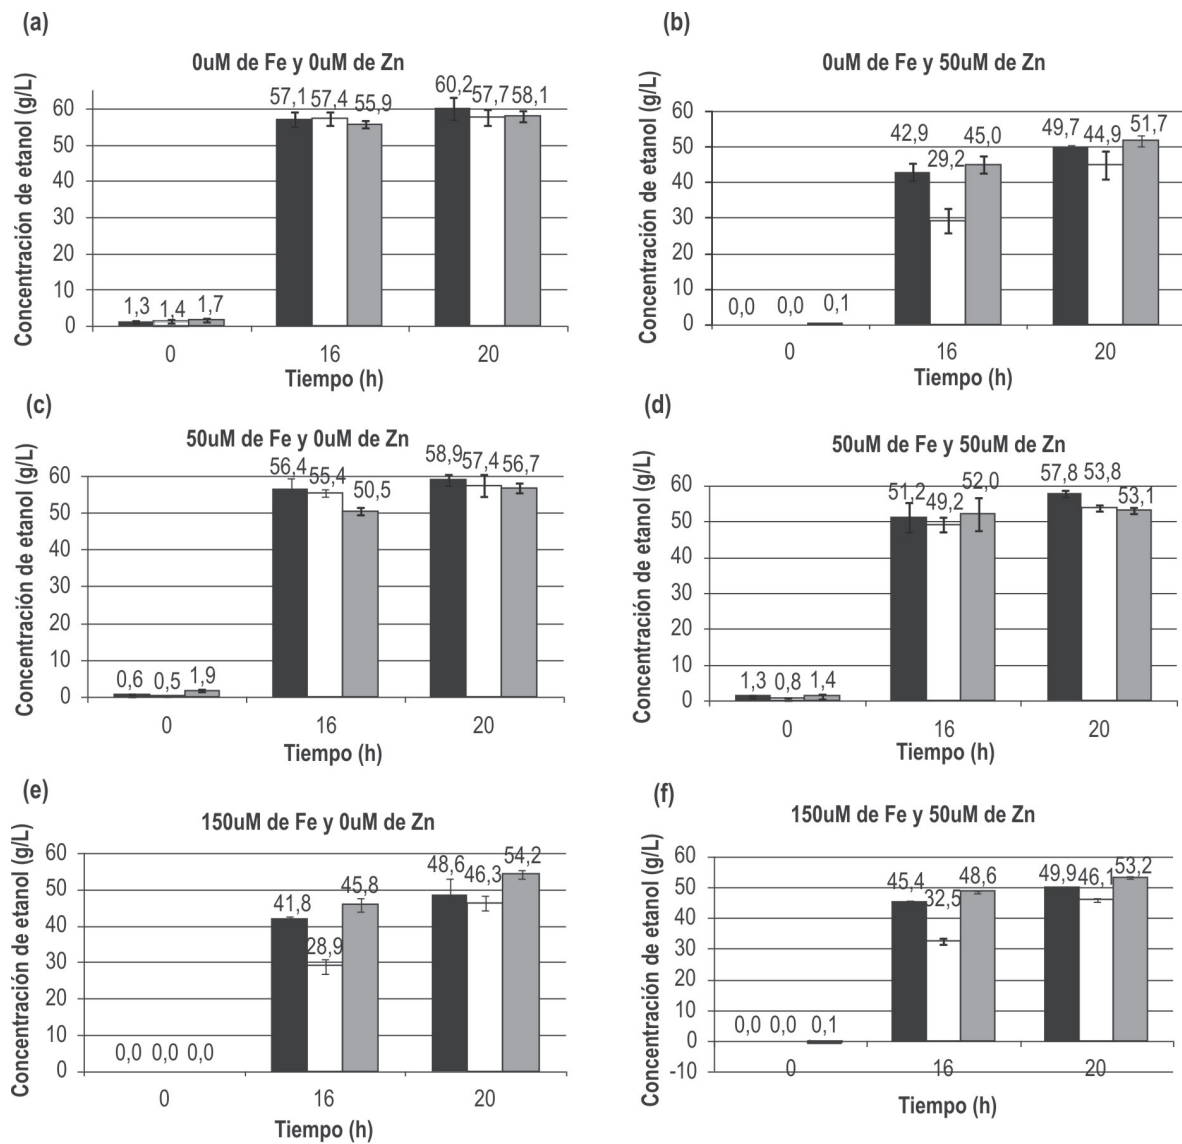 (a)
0uM de Fe y 0uM de Zn
Concentración de etanol (g/L)
60
50
40
30
20
10
0
1,3 1,4 1,7
57,1 57,4 55,9
60,2 57,7 58,1
0 16 20
Tiempo (h)
(b)
0uM de Fe y 50uM de Zn
Concentración de etanol (g/L)
60
50
40
30
20
10
0
0,0 0,0 0,1
42,9 29,2 45,0
49,7 44,9 51,7
0 16 20
Tiempo (h)
(c)
50uM de Fe y 0uM de Zn
Concentración de etanol (g/L)
60
50
40
30
20
10
0
0,6 0,5 1,9
56,4 55,4 50,5
58,9 57,4 56,7
0 16 20
Tiempo (h)
(d)
50uM de Fe y 50uM de Zn
Concentración de etanol (g/L)
60
50
40
30
20
10
0
1,3 0,8 1,4
51,2 49,2 52,0
57,8 53,8 53,1
0 16 20
Tiempo (h)
(e)
150uM de Fe y 0uM de Zn
Concentración de etanol (g/L)
60
50
40
30
20
10
0
0,0 0,0 0,0
41,8 28,9 45,8
48,6 46,3 54,2
0 16 20
Tiempo (h)
(f)
150uM de Fe y 50uM de Zn
Concentración de etanol (g/L)
60
50
40
30
20
10
0
-10
0,0 0,0 0,1
45,4 32,5 48,6
49,9 46,1 53,2
0 16 20
Tiempo (h)